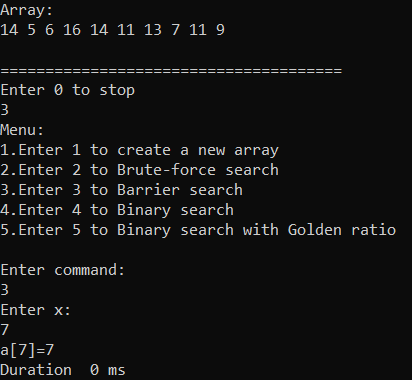 Array:
14 5 6 16 14 11 13 7 11 9
======================================
Enter 0 to stop
3
Menu:
1.Enter 1 to create a new array
2.Enter 2 to Brute-force search
3.Enter 3 to Barrier search
4.Enter 4 to Binary search
5.Enter 5 to Binary search with Golden ratio
Enter command:
3
Enter x:
7
a[7]=7
Duration  0 ms